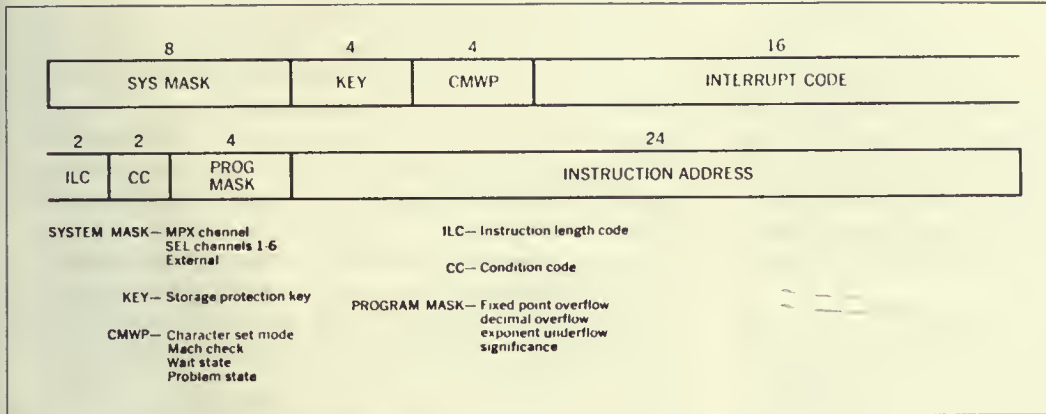 8 4 4 16
SYS MASK KEY CMWP INTERRUPT CODE
2 2 4 24
ILC CC PROG MASK INSTRUCTION ADDRESS
SYSTEM MASK— MPX channel
SEL channels 1-6
External
KEY— Storage protection key
CMWP— Character set mode
Mach check
Wait state
Problem state
ILC— Instruction length code
CC— Condition code
PROGRAM MASK— Fixed point overflow
decimal overflow
exponent underflow
significance